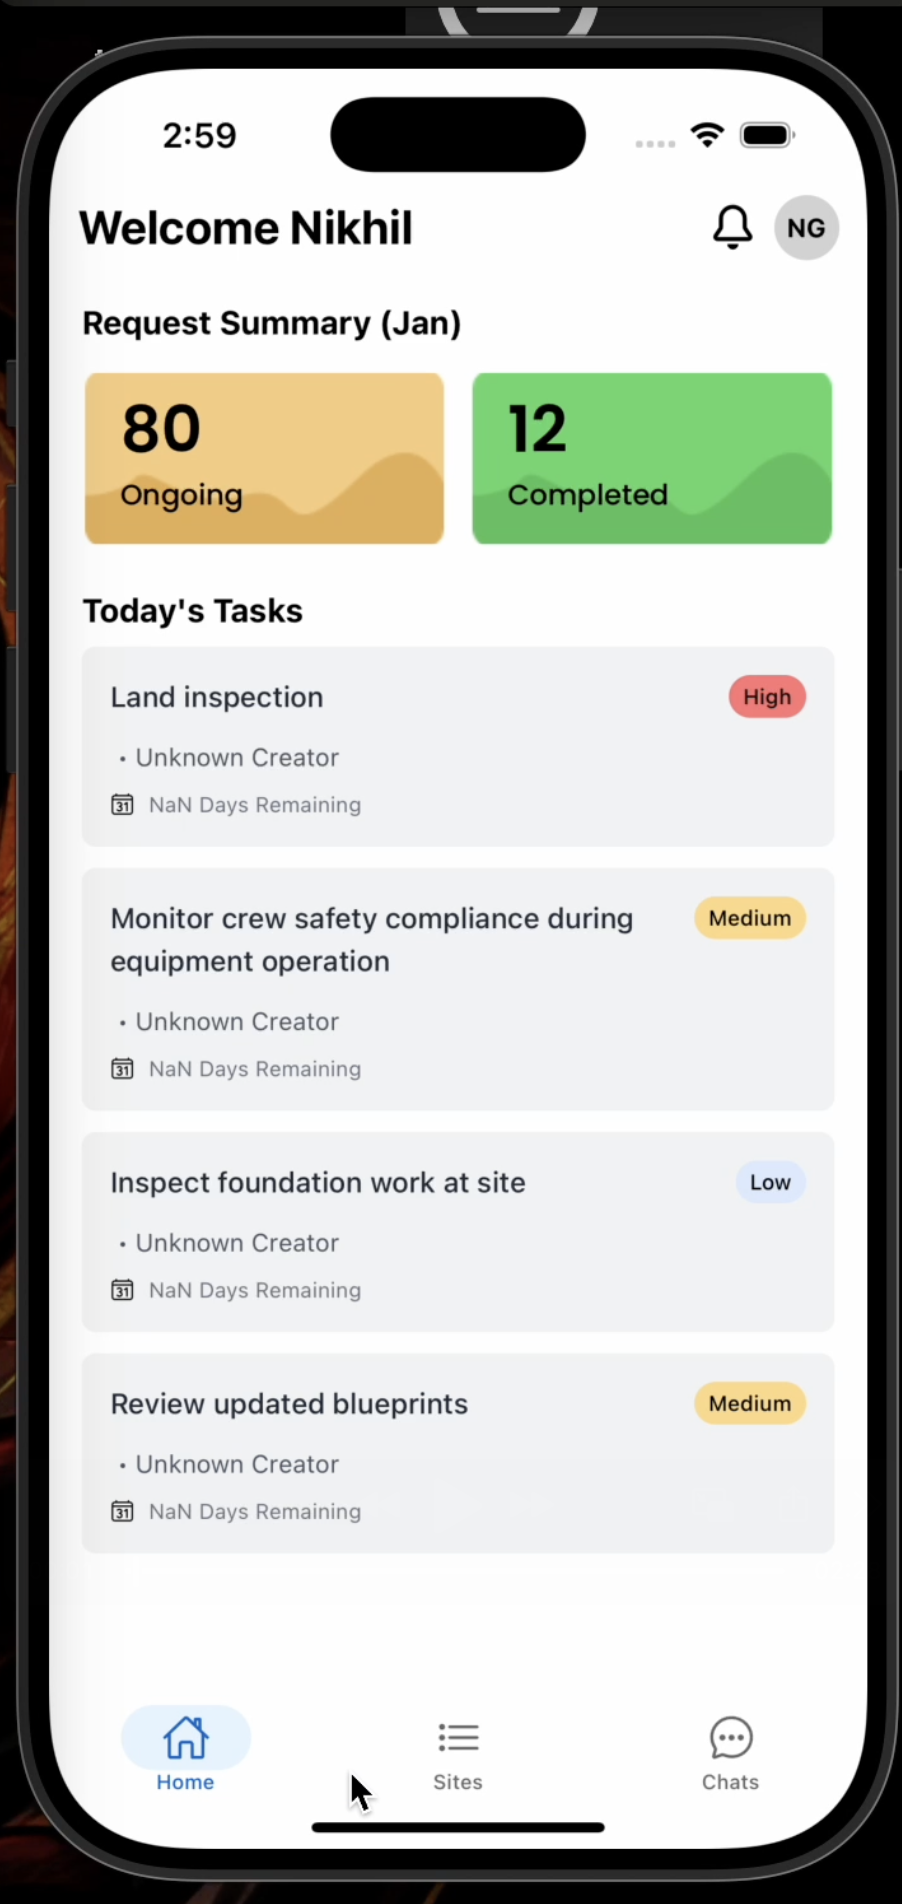 2:59
Welcome Nikhil
NG
Request Summary (Jan)
80
Ongoing
12
Completed
Today's Tasks
Land inspection
High
• Unknown Creator
31
NaN Days Remaining
Monitor crew safety compliance during
equipment operation
Medium
• Unknown Creator
31
NaN Days Remaining
Inspect foundation work at site
Low
• Unknown Creator
31
NaN Days Remaining
Review updated blueprints
Medium
• Unknown Creator
31
NaN Days Remaining
Home
Sites
Chats